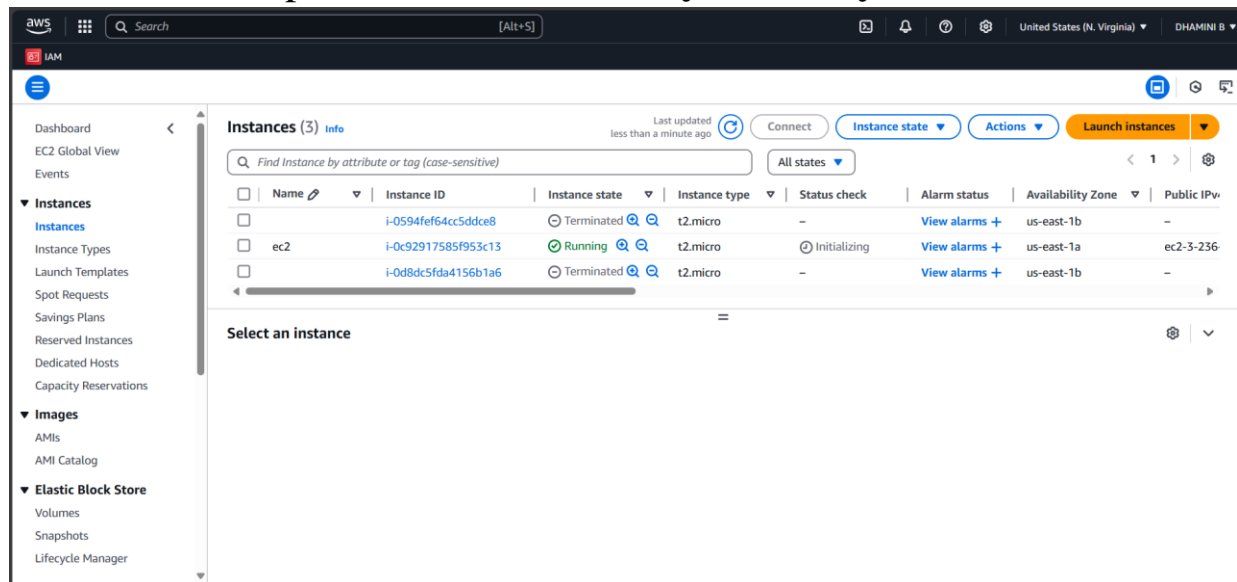 aws
Search
[Alt+S]
United States (N. Virginia)
DHAMINI B
IAM
Dashboard
EC2 Global View
Events
Instances
Instances
Instance Types
Launch Templates
Spot Requests
Savings Plans
Reserved Instances
Dedicated Hosts
Capacity Reservations
Images
AMIs
AMI Catalog
Elastic Block Store
Volumes
Snapshots
Lifecycle Manager
Instances (3) Info
Last updated
less than a minute ago
Connect
Instance state
Actions
Launch instances
Find Instance by attribute or tag (case-sensitive)
All states
1
Name Instance ID Instance state Instance type Status check Alarm status Availability Zone Public IPv
i-0594fef64cc5ddce8 Terminated t2.micro – View alarms + us-east-1b –
ec2 i-0c92917585f953c13 Running t2.micro Initializing View alarms + us-east-1a ec2-3-236-
i-0d8dc5fda4156b1a6 Terminated t2.micro – View alarms + us-east-1b –
Select an instance